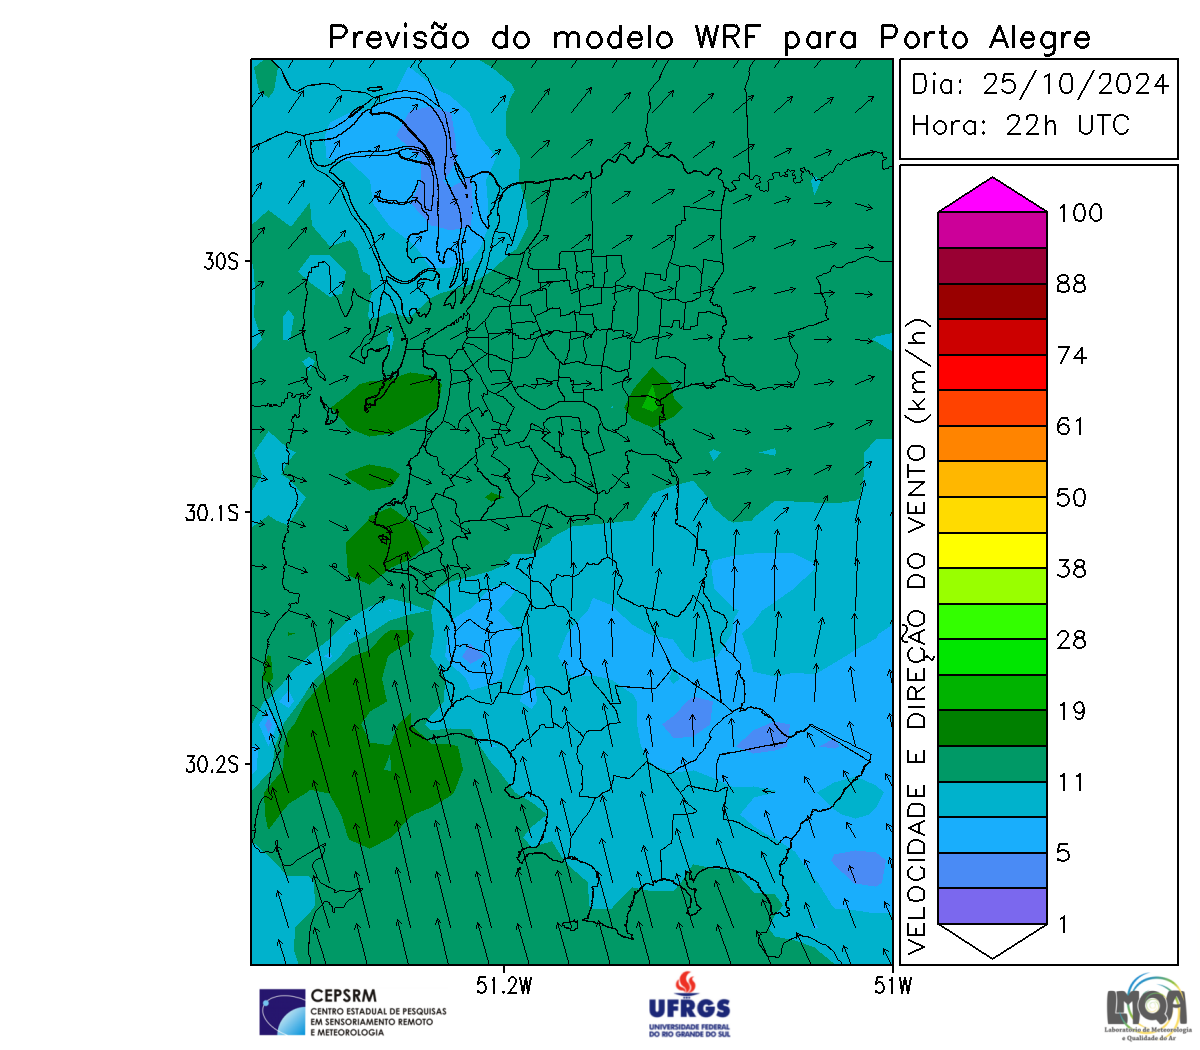 Previsão do modelo WRF para Porto Alegre
Dia: 25/10/2024
Hora: 22h UTC
30S
30.1S
30.2S
51.2W
51W
VELOCIDADE E DIREÇÃO DO VENTO (km/h)
100
88
74
61
50
38
28
19
11
5
1
CEPSRM
CENTRO ESTADUAL DE PESQUISAS
EM SENSORIAMENTO REMOTO
E METEOROLOGIA
UFRGS
UNIVERSIDADE FEDERAL
DO RIO GRANDE DO SUL
LMQA
Laboratório de Meteorologia
e Qualidade do Ar